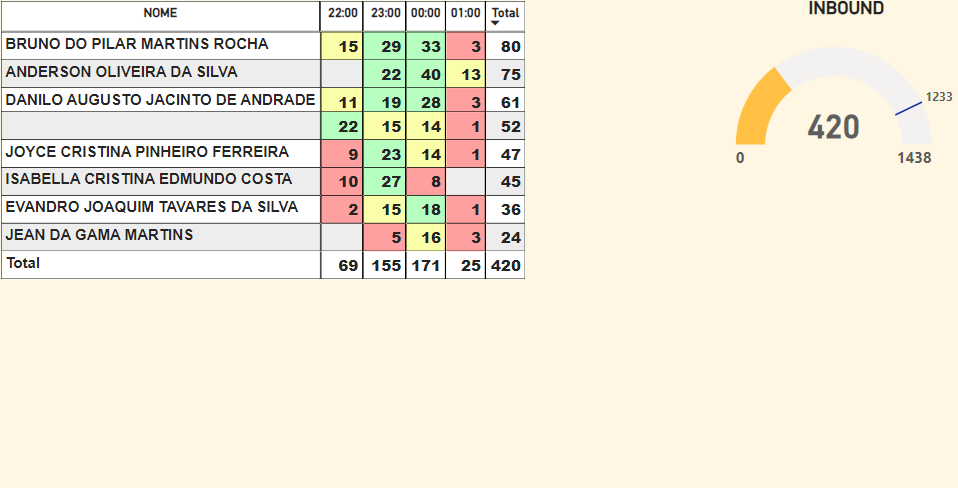 NOME 22:00 23:00 00:00 01:00 Total
BRUNO DO PILAR MARTINS ROCHA 15 29 33 3 80
ANDERSON OLIVEIRA DA SILVA 22 40 13 75
DANILO AUGUSTO JACINTO DE ANDRADE 11 19 28 3 61
22 15 14 1 52
JOYCE CRISTINA PINHEIRO FERREIRA 9 23 14 1 47
ISABELLA CRISTINA EDMUNDO COSTA 10 27 8 45
EVANDRO JOAQUIM TAVARES DA SILVA 2 15 18 1 36
JEAN DA GAMA MARTINS 5 16 3 24
Total 69 155 171 25 420
INBOUND
1233
420
0 1438